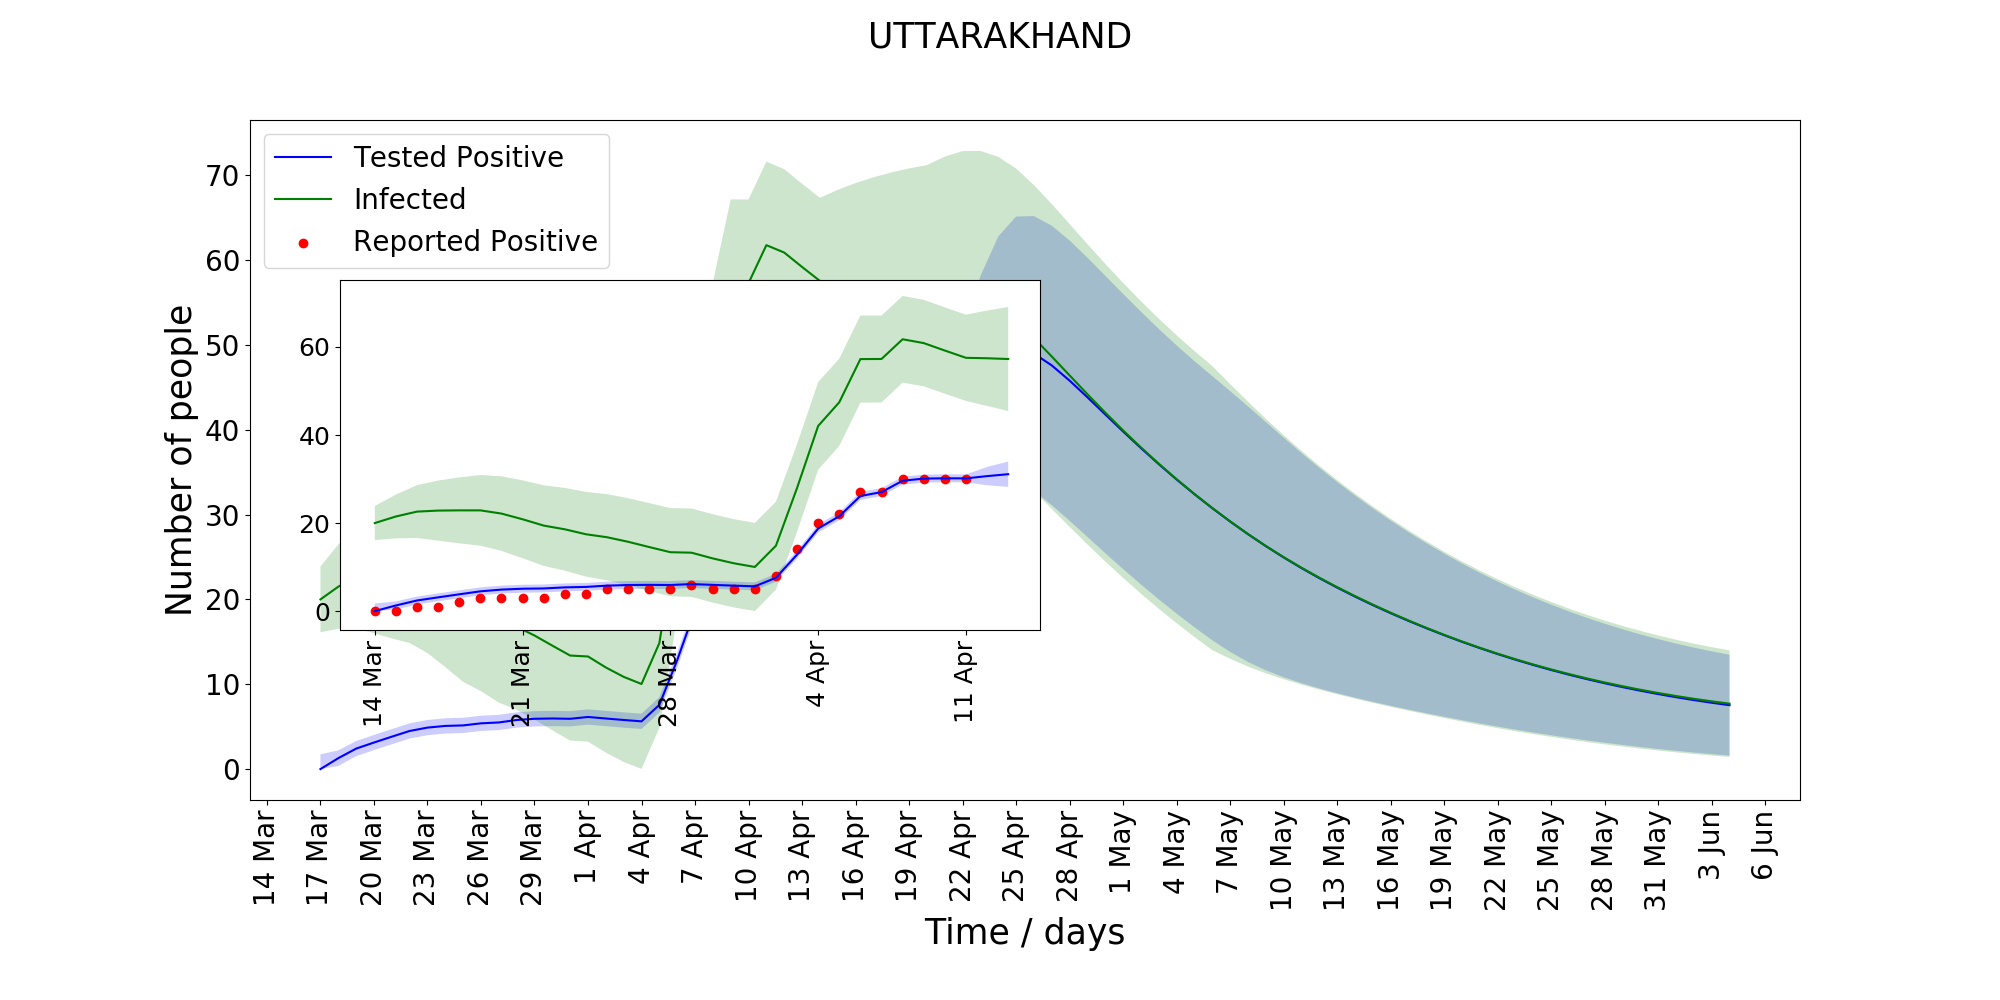 UTTARAKHAND
Tested Positive
Infected
Reported Positive
Number of people
70
60
50
40
30
20
10
0
60
40
20
0
14 Mar
21 Mar
28 Mar
4 Apr
11 Apr
14 Mar
17 Mar
20 Mar
23 Mar
26 Mar
29 Mar
1 Apr
4 Apr
7 Apr
10 Apr
13 Apr
16 Apr
19 Apr
22 Apr
25 Apr
28 Apr
1 May
4 May
7 May
10 May
13 May
16 May
19 May
22 May
25 May
28 May
31 May
3 Jun
6 Jun
Time / days